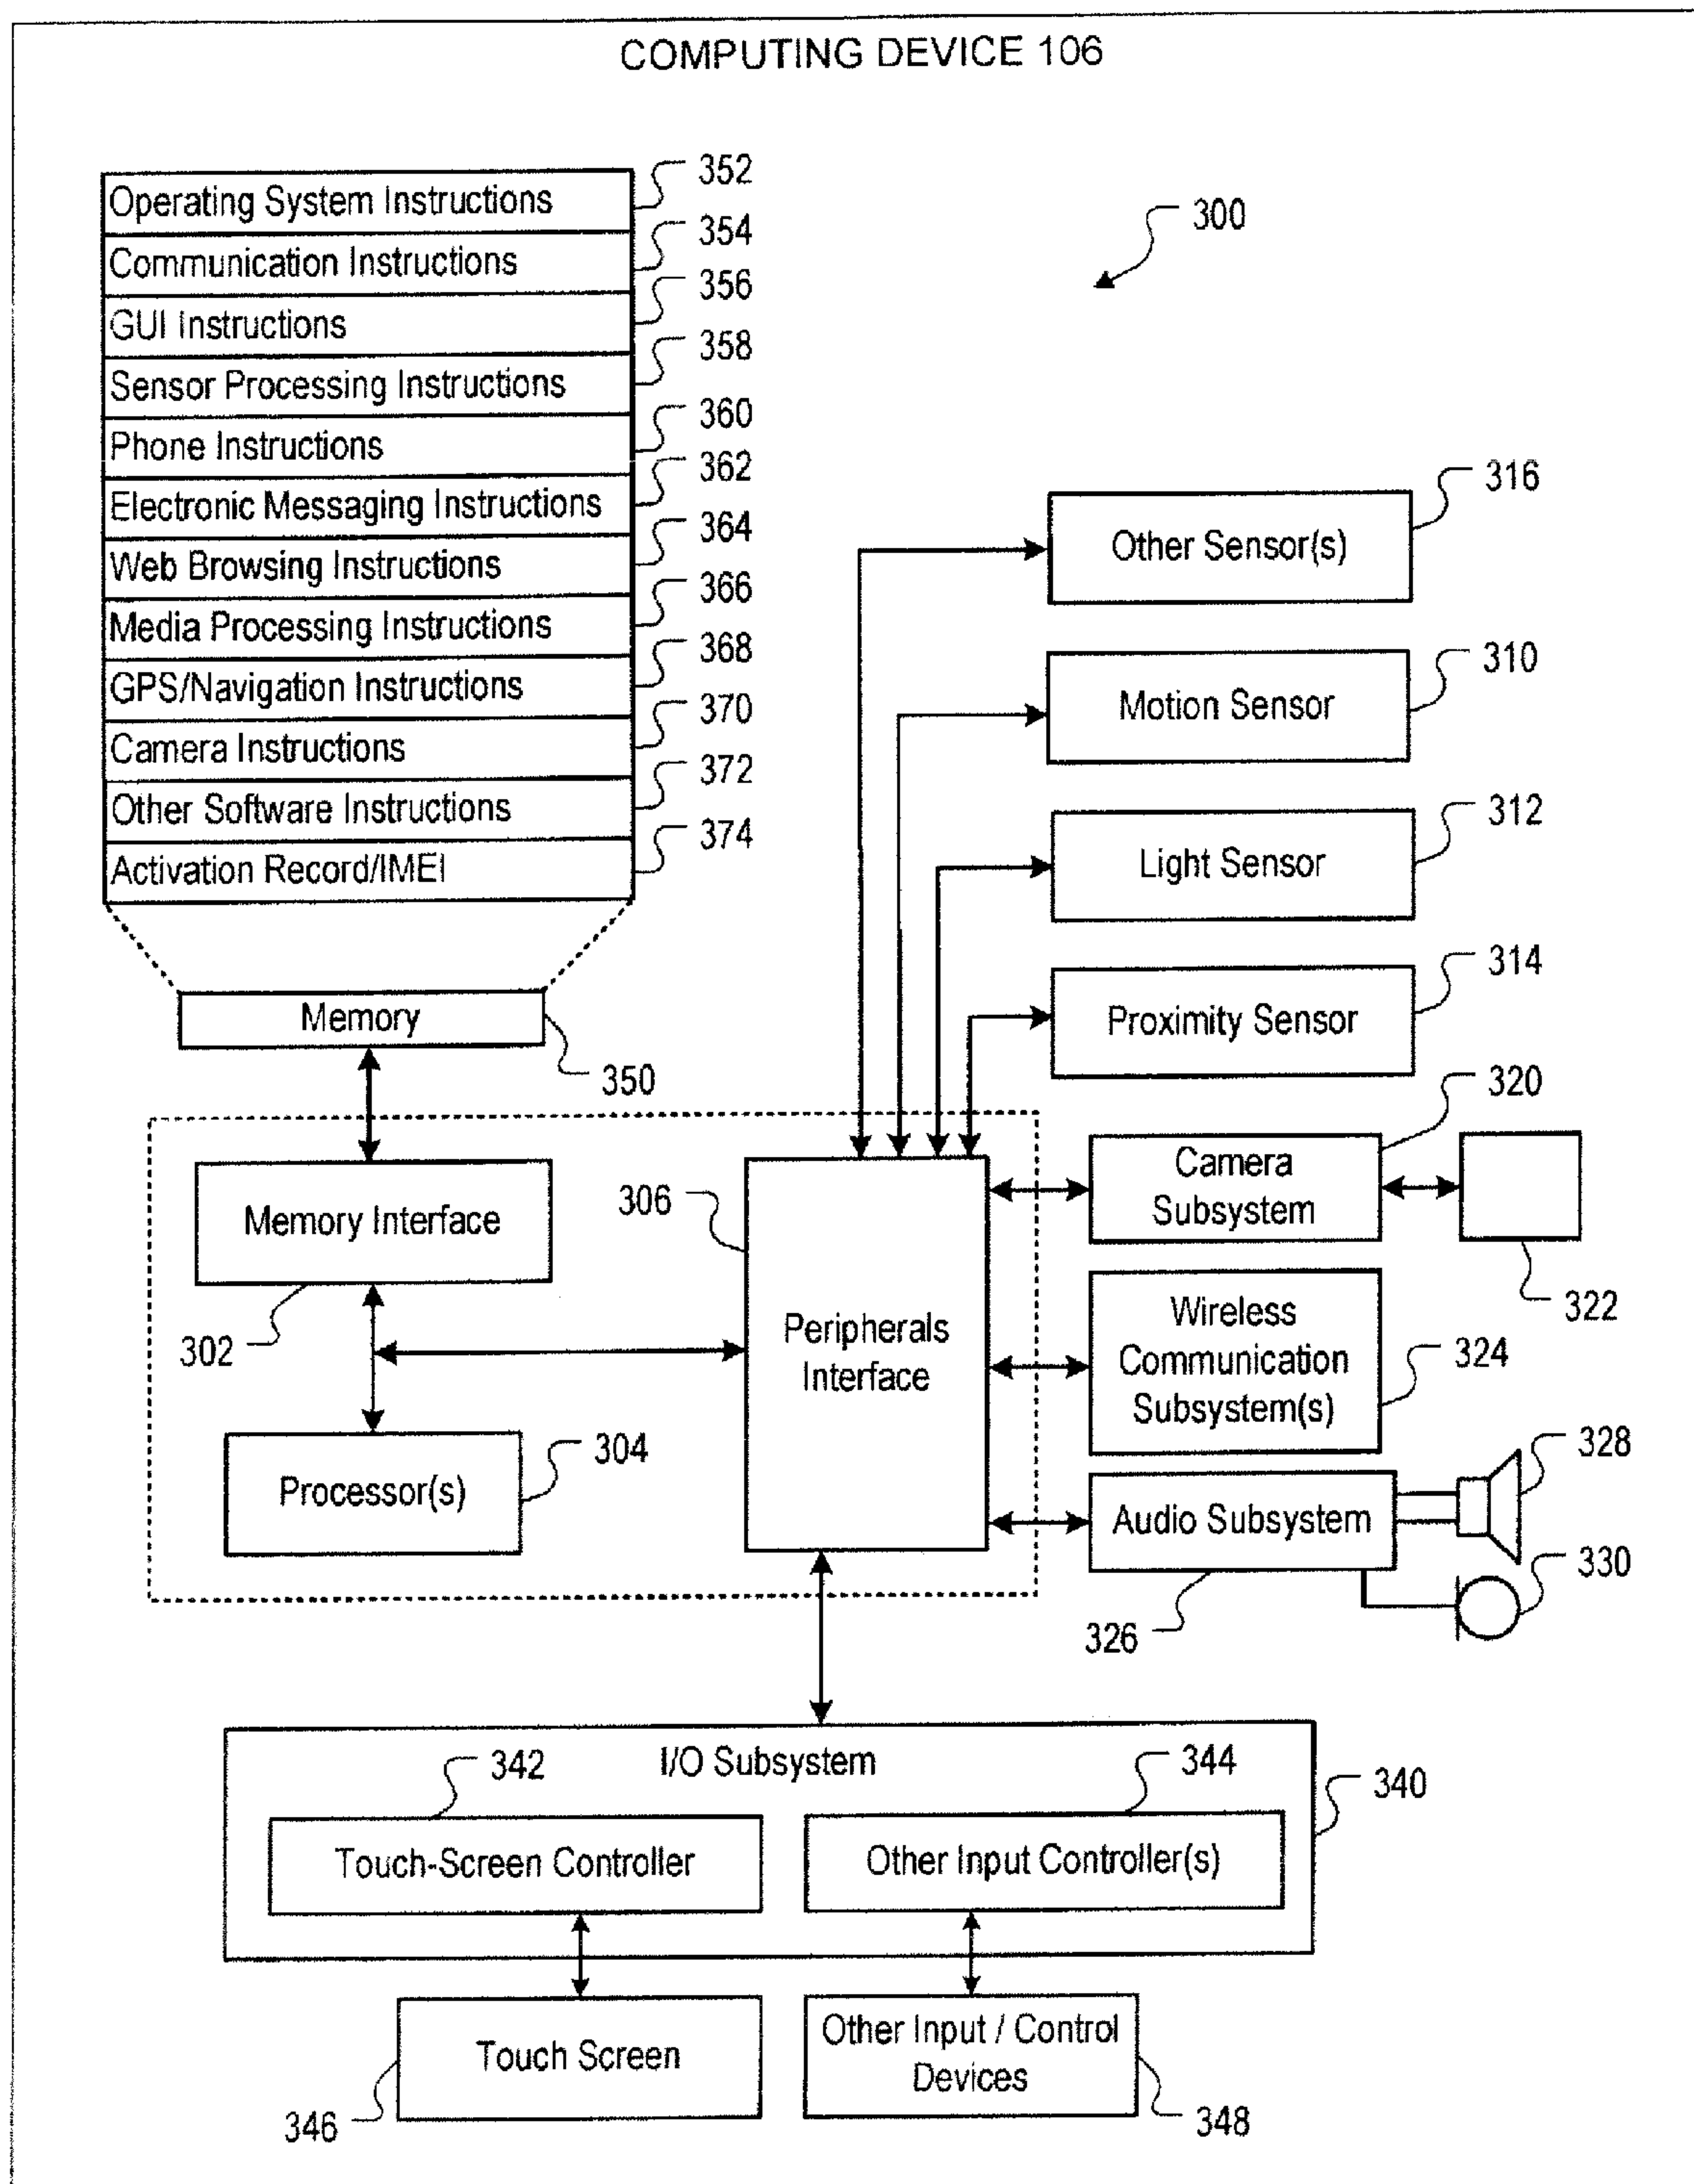 COMPUTING DEVICE 106
Operating System Instructions
352
Communication Instructions
354
GUI Instructions
356
Sensor Processing Instructions
358
Phone Instructions
360
Electronic Messaging Instructions
362
Web Browsing Instructions
364
Media Processing Instructions
366
GPS/Navigation Instructions
368
Camera Instructions
370
Other Software Instructions
372
Activation Record/IMEI
374
300
Other Sensor(s)
316
Motion Sensor
310
Light Sensor
312
Proximity Sensor
314
Memory
350
Memory Interface
302
Processor(s)
304
306
Peripherals
Interface
Camera
Subsystem
320
322
Wireless
Communication
Subsystem(s)
324
Audio Subsystem
326
328
330
I/O Subsystem
340
342
Touch-Screen Controller
344
Other Input Controller(s)
Touch Screen
346
Other Input / Control
Devices
348